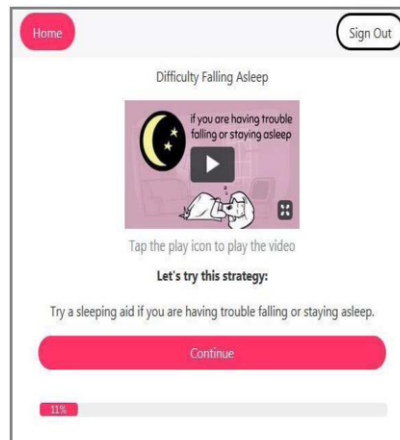 Home
Sign Out
Difficulty Falling Asleep
if you are having trouble
falling or staying asleep
Tap the play icon to play the video
Let's try this strategy:
Try a sleeping aid if you are having trouble falling or staying asleep.
Continue
11%